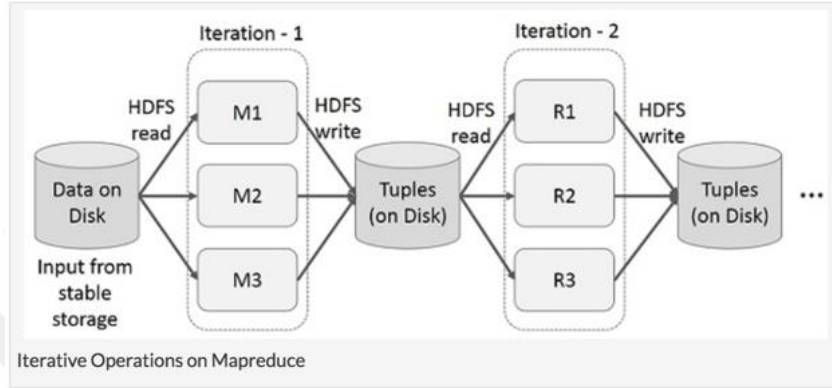 Iteration - 1
Iteration - 2
HDFS
read
M1
HDFS
write
HDFS
read
R1
HDFS
write
Data on
Disk
M2
Tuples
(on Disk)
R2
Tuples
(on Disk)
...
Input from
stable
storage
M3
R3
Iterative Operations on Mapreduce